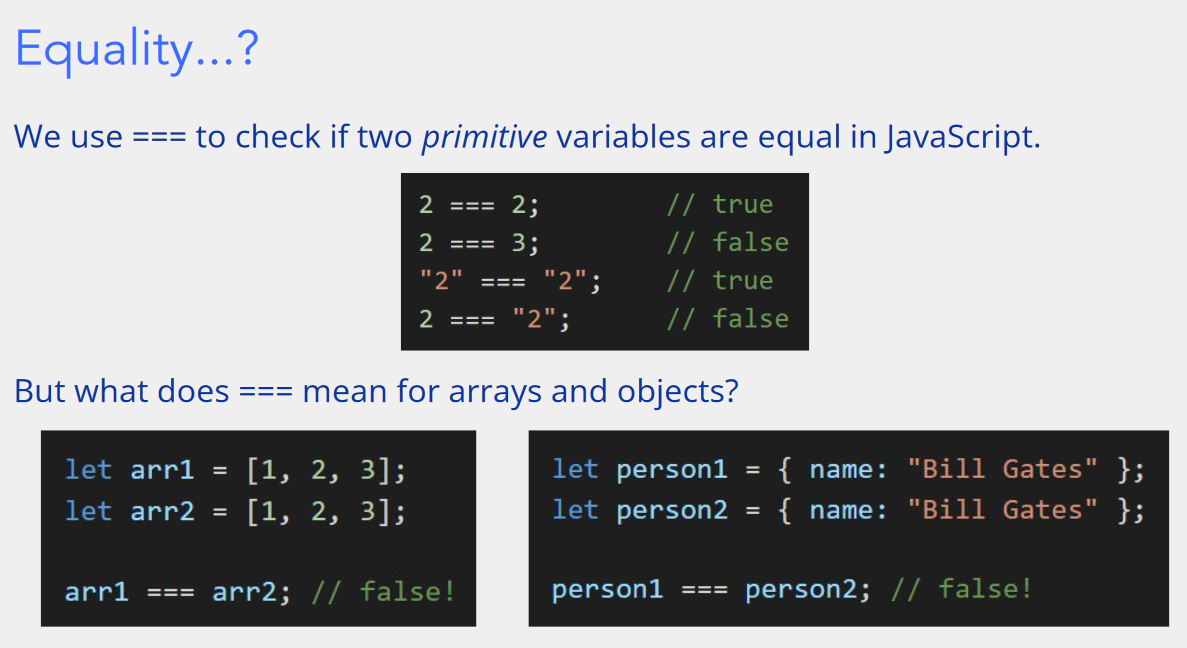 Equality...?
We use === to check if two primitive variables are equal in JavaScript.
2 === 2;        // true
2 === 3;        // false
"2" === "2";    // true
2 === "2";      // false
But what does === mean for arrays and objects?
let arr1 = [1, 2, 3];
let arr2 = [1, 2, 3];
arr1 === arr2; // false!
let person1 = { name: "Bill Gates" };
let person2 = { name: "Bill Gates" };
person1 === person2; // false!